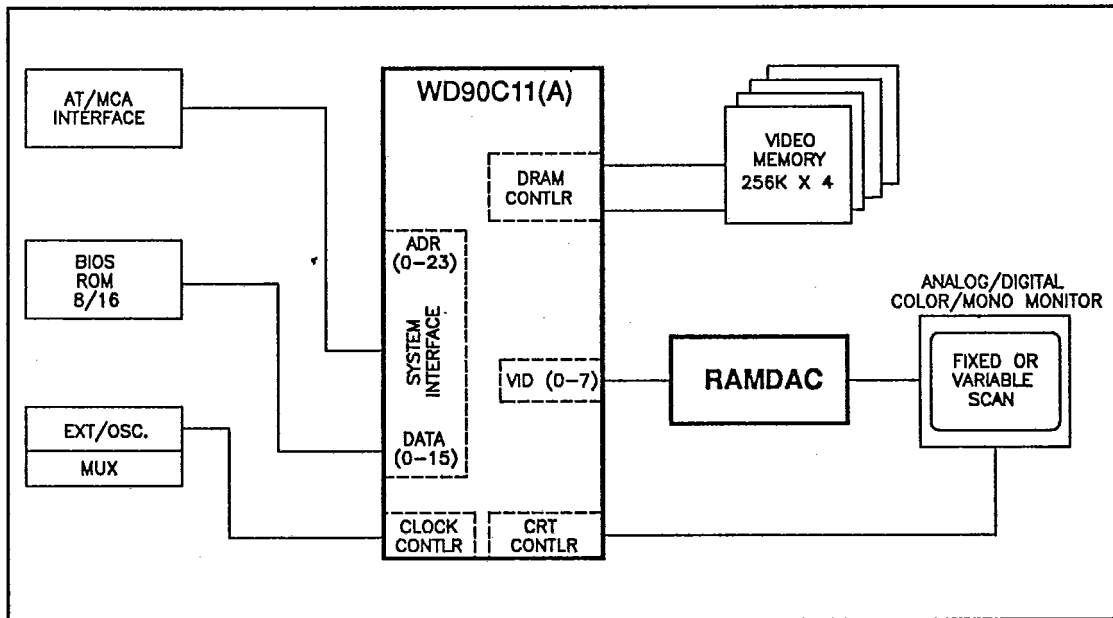 WD90C11(A)
AT/MCA
INTERFACE
BIOS
ROM
8/16
EXT/OSC.
MUX
DRAM
CONTLR
ADR
(0-23)
SYSTEM
INTERFACE
DATA
(0-15)
VID (0-7)
CLOCK
CONTLR
CRT
CONTLR
VIDEO
MEMORY
256K X 4
RAMDAC
ANALOG/DIGITAL
COLOR/MONO MONITOR
FIXED OR
VARIABLE
SCAN